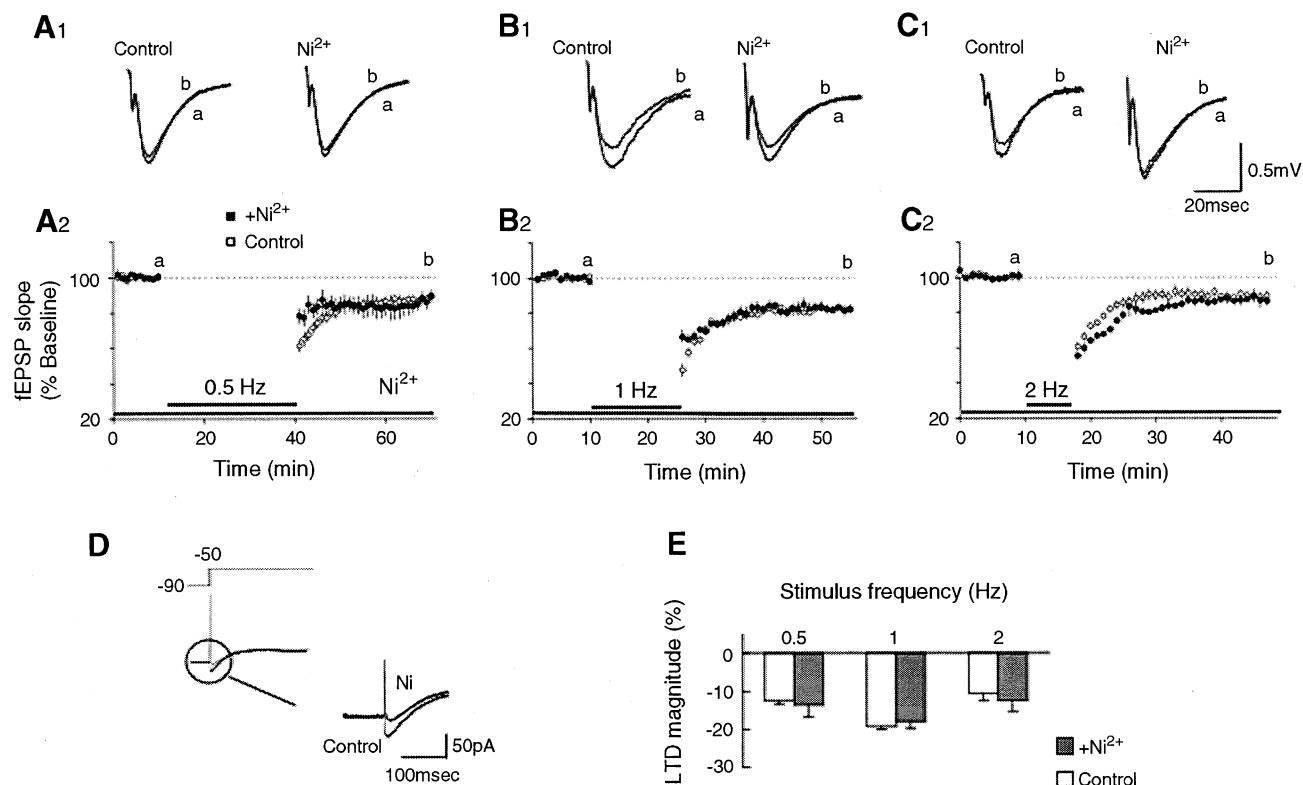 A1
Control
Ni2+
b
a
b
a
B1
Control
Ni2+
b
a
b
a
C1
Control
Ni2+
b
a
b
a
0.5mV
20msec
A2
+Ni2+
Control
fEPSP slope
(% Baseline)
100
20
a
b
0.5 Hz
Ni2+
0 20 40 60
Time (min)
B2
100
20
a
b
1 Hz
0 10 20 30 40 50
Time (min)
C2
100
20
a
b
2 Hz
0 10 20 30 40
Time (min)
D
-50
-90
Ni
Control
50pA
100msec
E
Stimulus frequency (Hz)
LTD magnitude (%)
0.5 1 2
0
-10
-20
-30
+Ni2+
Control